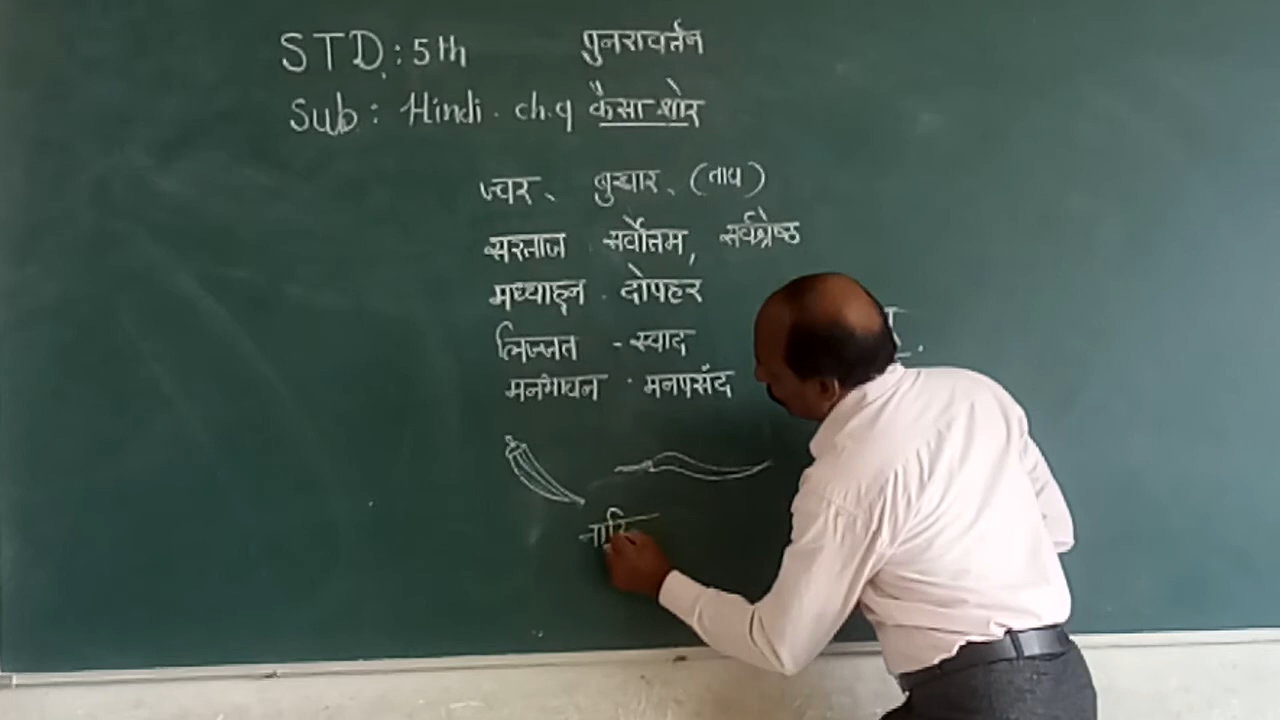 STD: 5th पुनरावर्तन
Sub: Hindi. ch.9 कैसा शोर
ज्वर、 बुखार、 (ताप)
सरताज सर्वोत्तम, सर्वश्रेष्ठ
मध्याह्न . दोपहर
लिज्जत - स्वाद
मनभावन · मनपसंद